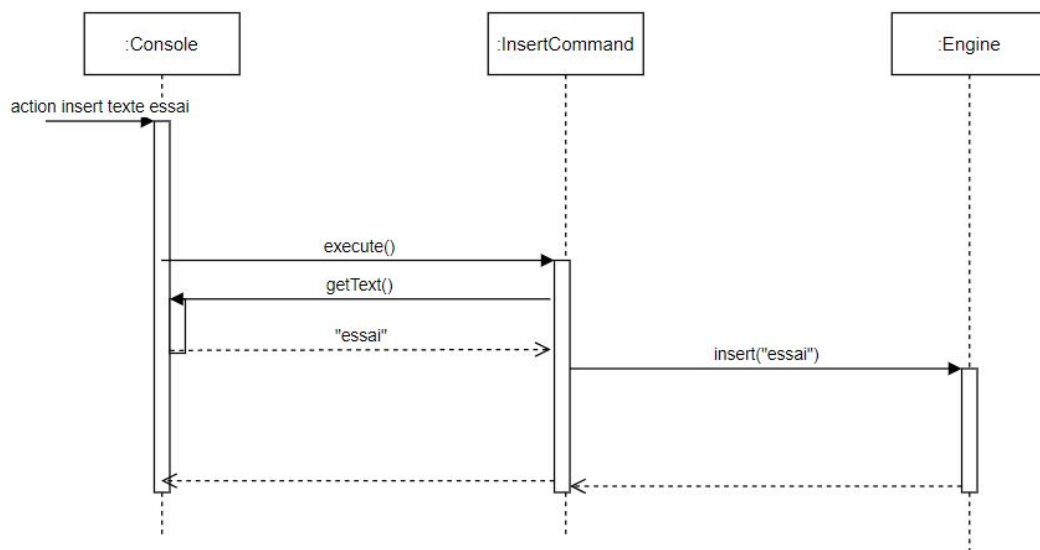 :Console
:InsertCommand
:Engine
action insert texte essai
execute()
getText()
"essai"
insert("essai")